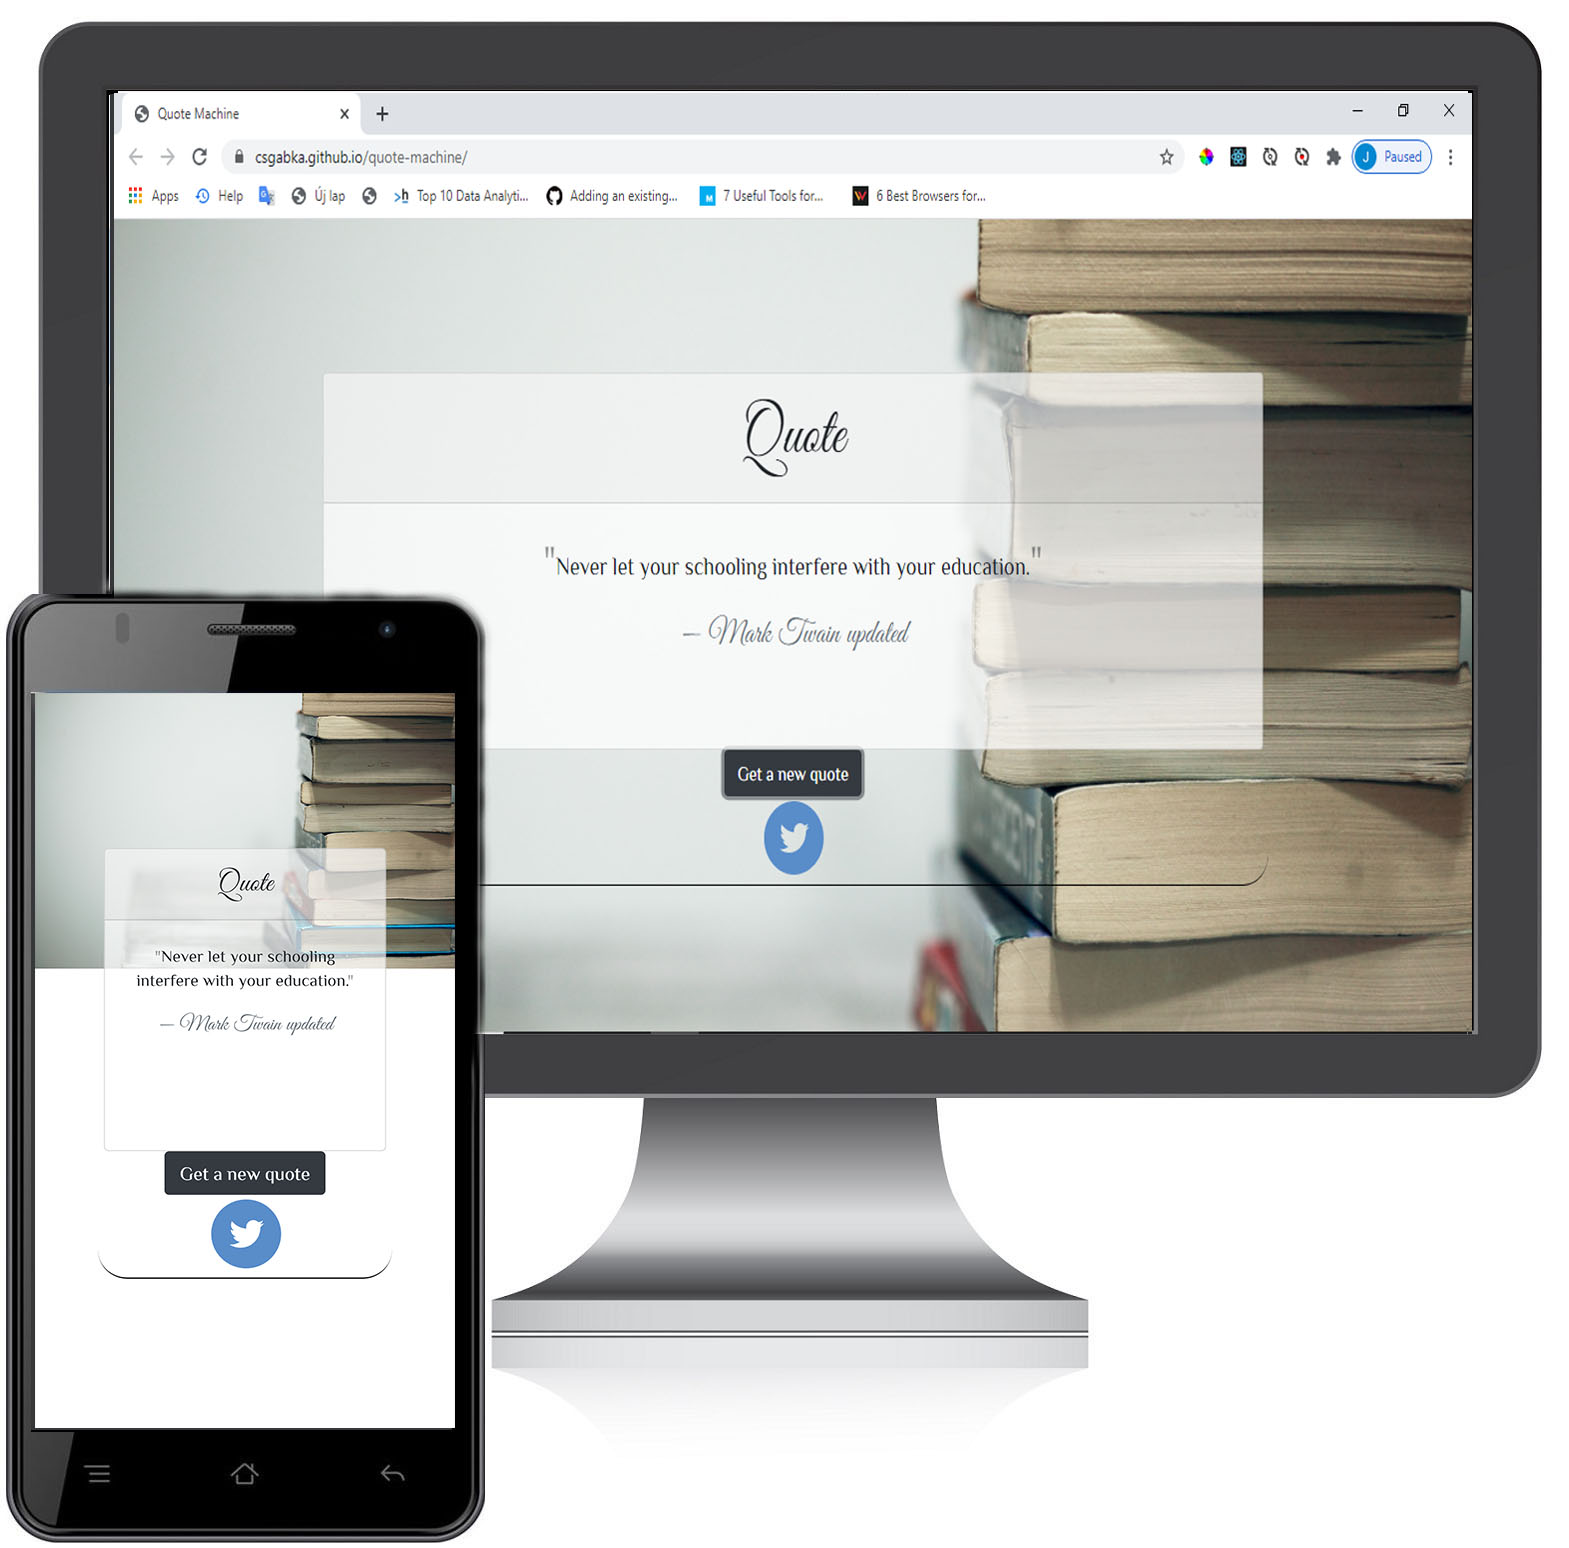 Quote Machine
csgabka.github.io/quote-machine/
J Paused
Apps Help Új lap >h Top 10 Data Analyti... Adding an existing... M 7 Useful Tools for... 6 Best Browsers for...
Quote
"Never let your schooling interfere with your education."
— Mark Twain updated
Get a new quote
Quote
"Never let your schooling
interfere with your education."
— Mark Twain updated
Get a new quote